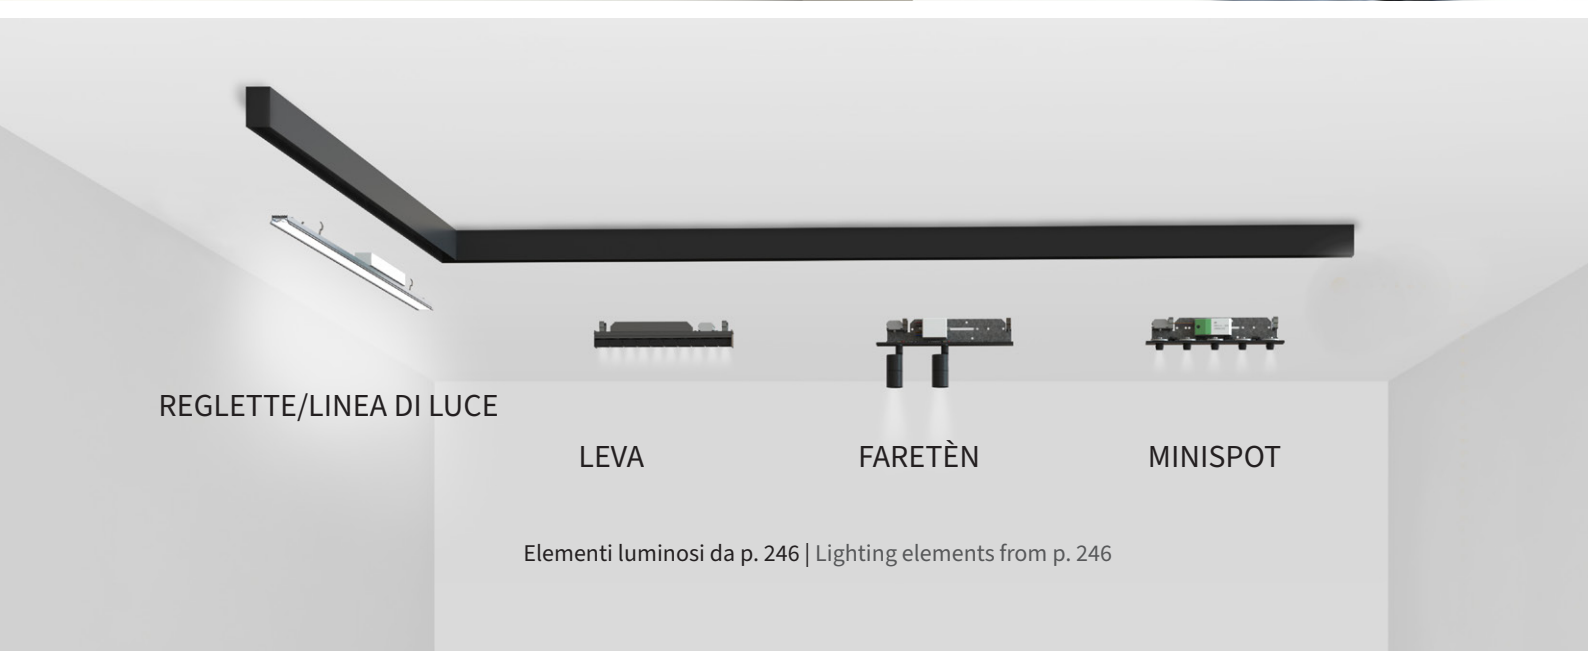 REGLETTE/LINEA DI LUCE
LEVA
FARETÈN
MINISPOT
Elementi luminosi da p. 246 | Lighting elements from p. 246